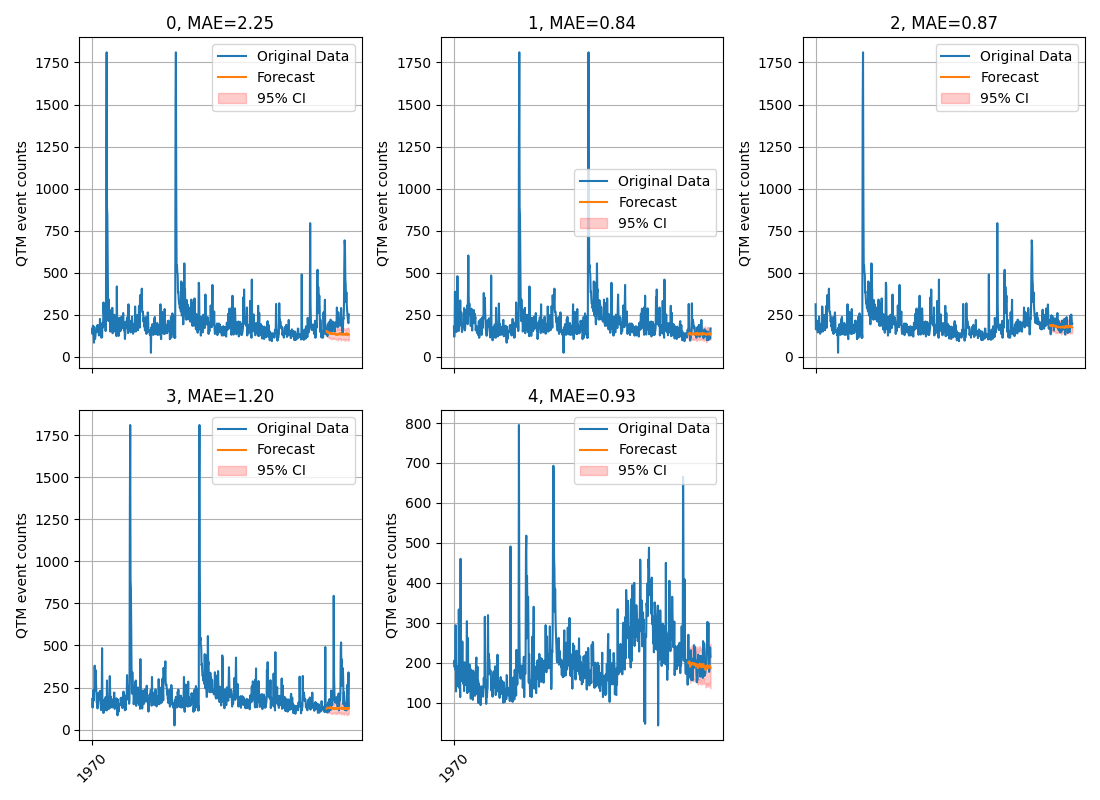 0, MAE=2.25
QTM event counts
1750
1500
1250
1000
750
500
250
0
Original Data
Forecast
95% CI
1, MAE=0.84
QTM event counts
1750
1500
1250
1000
750
500
250
0
Original Data
Forecast
95% CI
2, MAE=0.87
QTM event counts
1750
1500
1250
1000
750
500
250
0
Original Data
Forecast
95% CI
3, MAE=1.20
QTM event counts
1750
1500
1250
1000
750
500
250
0
Original Data
Forecast
95% CI
1970
4, MAE=0.93
QTM event counts
800
700
600
500
400
300
200
100
Original Data
Forecast
95% CI
1970